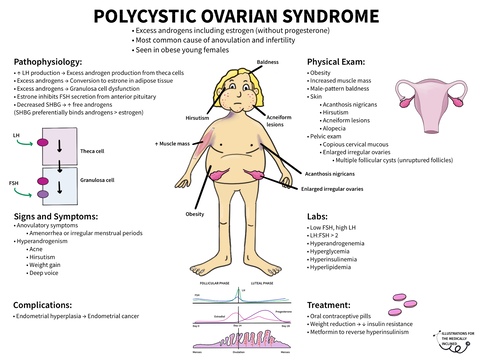 POLYCYSTIC OVARIAN SYNDROME
• Excess androgens including estrogen (without progesterone)
• Most common cause of anovulation and infertility
• Seen in obese young females
Pathophysiology:
• ↑ LH production → Excess androgen production from theca cells
• Excess androgens → Conversion to estrone in adipose tissue
• Excess androgens → Granulosa cell dysfunction
• Estrone inhibits FSH secretion from anterior pituitary
• Decreased SHBG → ↑ free androgens
(SHBG preferentially binds androgens > estrogen)
LH
Theca cell
FSH
Granulosa cell
Signs and Symptoms:
• Anovulatory symptoms
• Amenorrhea or irregular menstrual periods
• Hyperandrogenism
• Acne
• Hirsutism
• Weight gain
• Deep voice
Complications:
• Endometrial hyperplasia → Endometrial cancer
Baldness
Hirsutism
Acneiform
lesions
↑ Muscle mass
Acanthosis nigricans
Enlarged irregular ovaries
Obesity
FOLLICULAR PHASE
LUTEAL PHASE
LH
Estradiol
Progesterone
Day 0
Day 14
Day 28
Menses
Ovulation
Menses
Physical Exam:
• Obesity
• Increased muscle mass
• Male-pattern baldness
• Skin
• Acanthosis nigricans
• Hirsutism
• Acneiform lesions
• Alopecia
• Pelvic exam
• Copious cervical mucous
• Enlarged irregular ovaries
• Multiple follicular cysts (unruptured follicles)
Labs:
• Low FSH, high LH
• LH:FSH > 2
• Hyperandrogenemia
• Hyperglycemia
• Hyperinsulinemia
• Hyperlipidemia
Treatment:
• Oral contraceptive pills
• Weight reduction → ↓ insulin resistance
• Metformin to reverse hyperinsulinism
ILLUSTRATIONS FOR
THE MEDICALLY
INCLINED